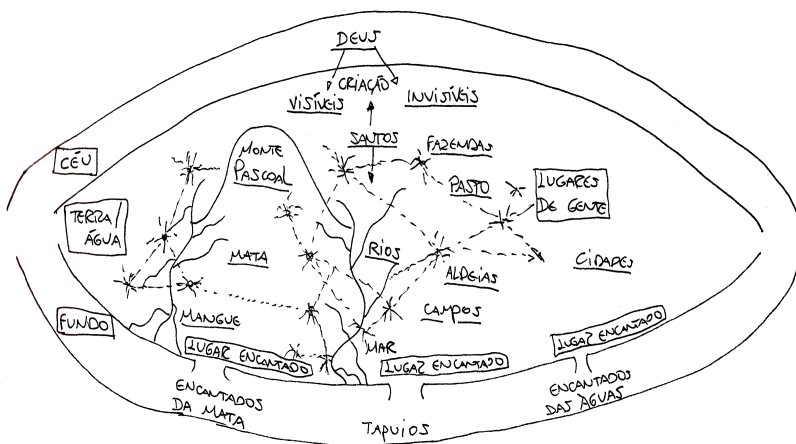 DEUS
CRIAÇÃO
VISÍVEIS
INVISÍVEIS
SANTOS
FAZENDAS
MONTE
PASCOAL
CÉU
PASTO
LUGARES
DE GENTE
TERRA/
ÁGUA
MATA
RIOS
CIDADES
ALDEIAS
CAMPOS
FUNDO
MANGUE
MAR
LUGAR ENCANTADO
LUGAR ENCANTADO
LUGAR ENCANTADO
ENCANTADOS
DA MATA
TAPUIOS
ENCANTADOS
DAS ÁGUAS